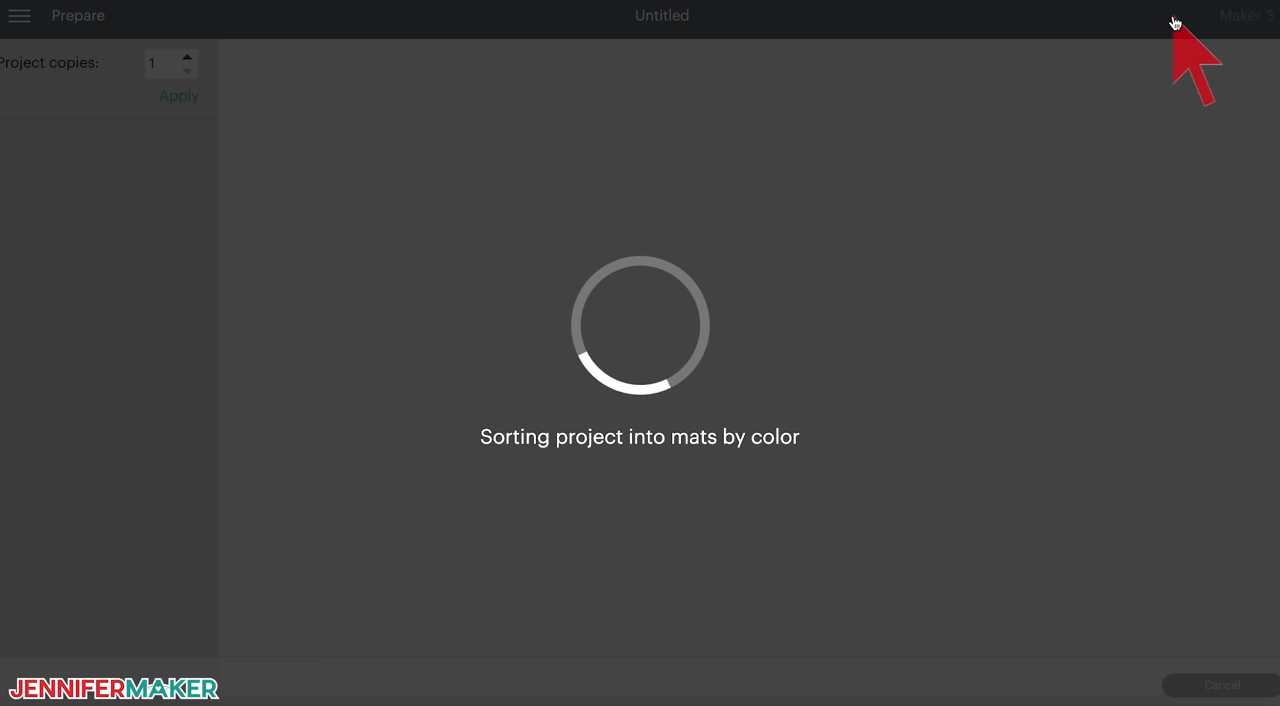 Prepare
Untitled
Maker 3
Project copies:
1
Apply
Sorting project into mats by color
Cancel
JENNIFERMAKER